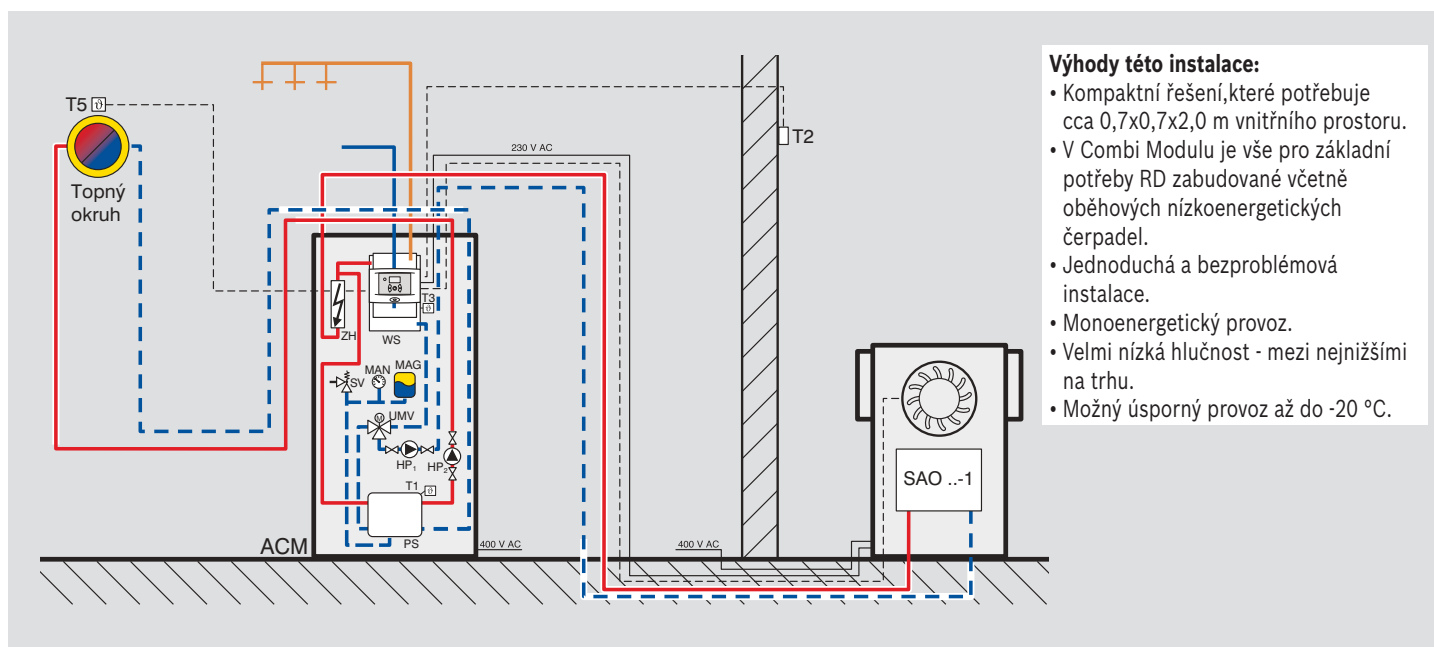 T5
Topný
okruh
230 V AC
T2
T3
ZH
WS
SV
MAN
MAG
M
UMV
HP1
HP2
T1
PS
ACM
400 V AC
400 V AC
SAO ..-1
Výhody této instalace:
• Kompaktní řešení,které potřebuje
cca 0,7x0,7x2,0 m vnitřního prostoru.
• V Combi Modulu je vše pro základní
potřeby RD zabudované včetně
oběhových nízkoenergetických
čerpadel.
• Jednoduchá a bezproblémová
instalace.
• Monoenergetický provoz.
• Velmi nízká hlučnost - mezi nejnižšími
na trhu.
• Možný úsporný provoz až do -20 °C.